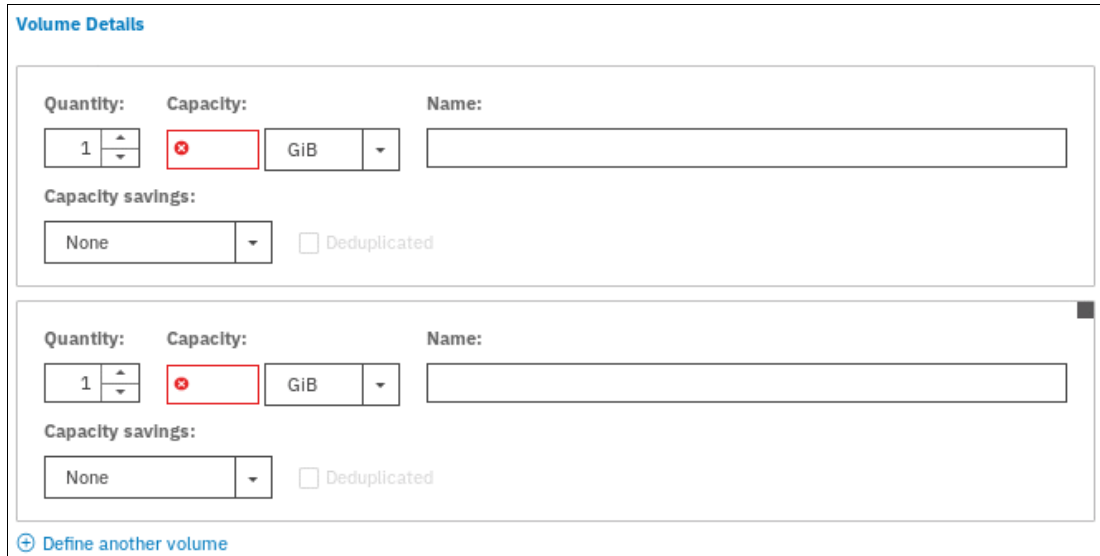 Volume Details
Quantity: Capacity: Name:
1 GiB
Capacity savings:
None Deduplicated
Quantity: Capacity: Name:
1 GiB
Capacity savings:
None Deduplicated
Define another volume